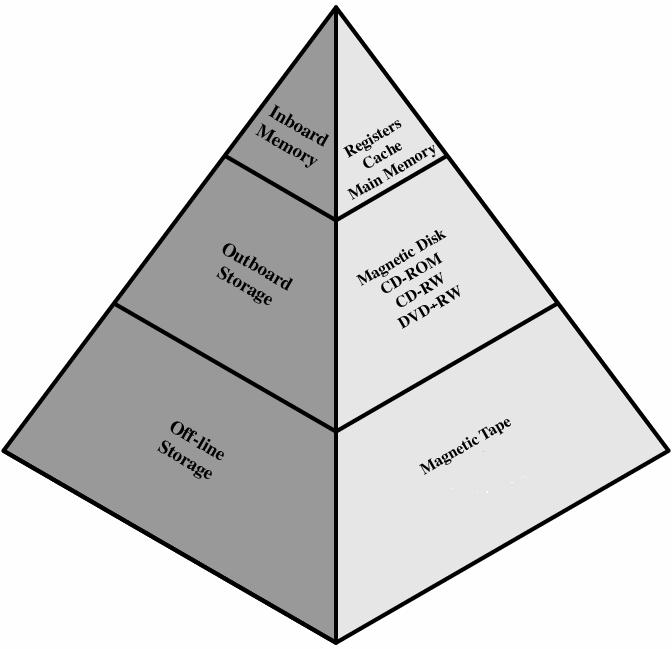 Inboard
Memory
Registers
Cache
Main Memory
Outboard
Storage
Magnetic Disk
CD-ROM
CD-RW
DVD+RW
Off-line
Storage
Magnetic Tape